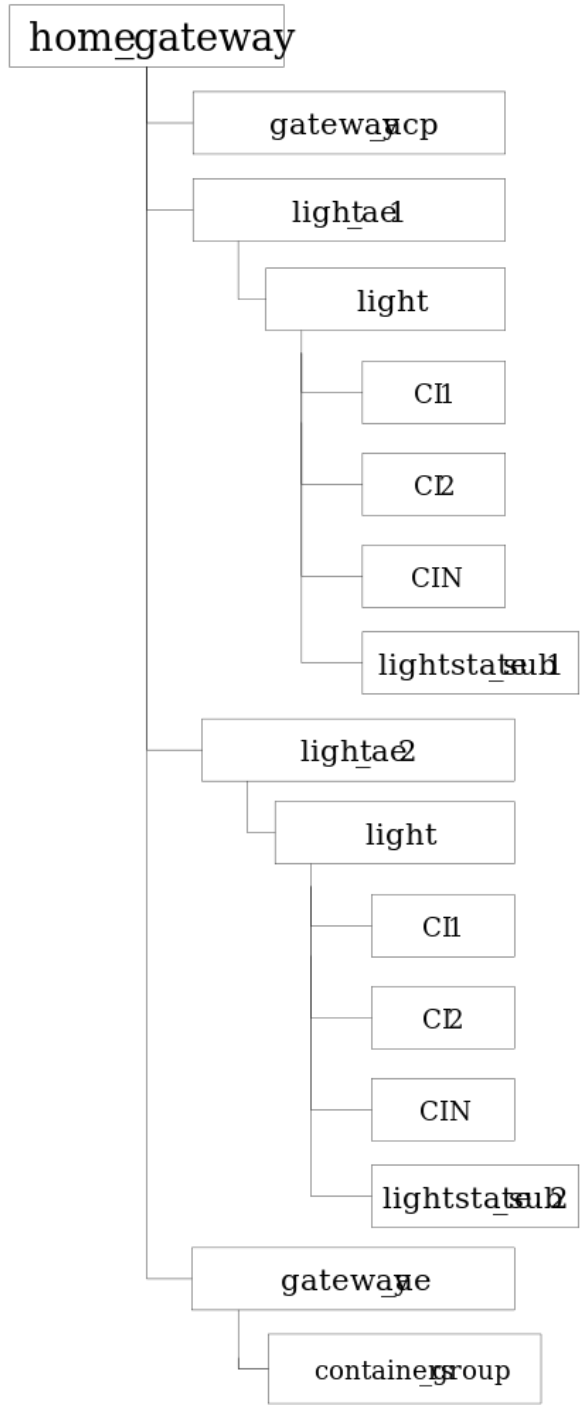 home_gateway
gateway_acp
light_ae1
light
CI1
CI2
CIN
lightstate_sub1
light_ae2
light
CI1
CI2
CIN
lightstate_sub2
gateway_ae
containers_group